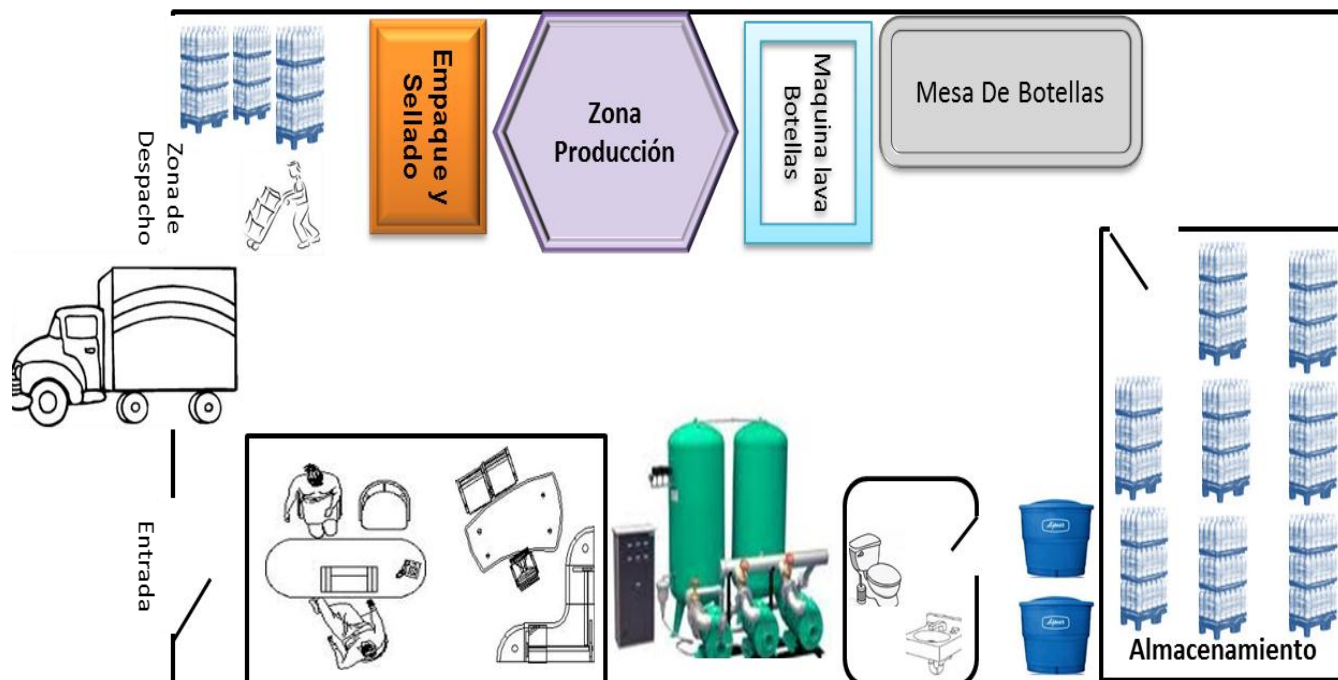 Zona de
Despacho
Empaque y
Sellado
Zona
Producción
Maquina lava
Botellas
Mesa De Botellas
Entrada
Almacenamiento